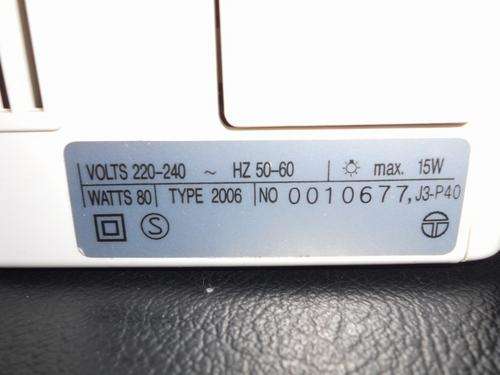 VOLTS 220-240 ~ HZ 50-60 max. 15W
WATTS 80 TYPE 2006 NO 0010677, J3-P40
S